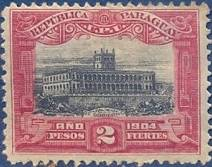 REPUBLICA PARAGUAY
U.P.U.
AÑO 1904
PESOS 2 FUERTES